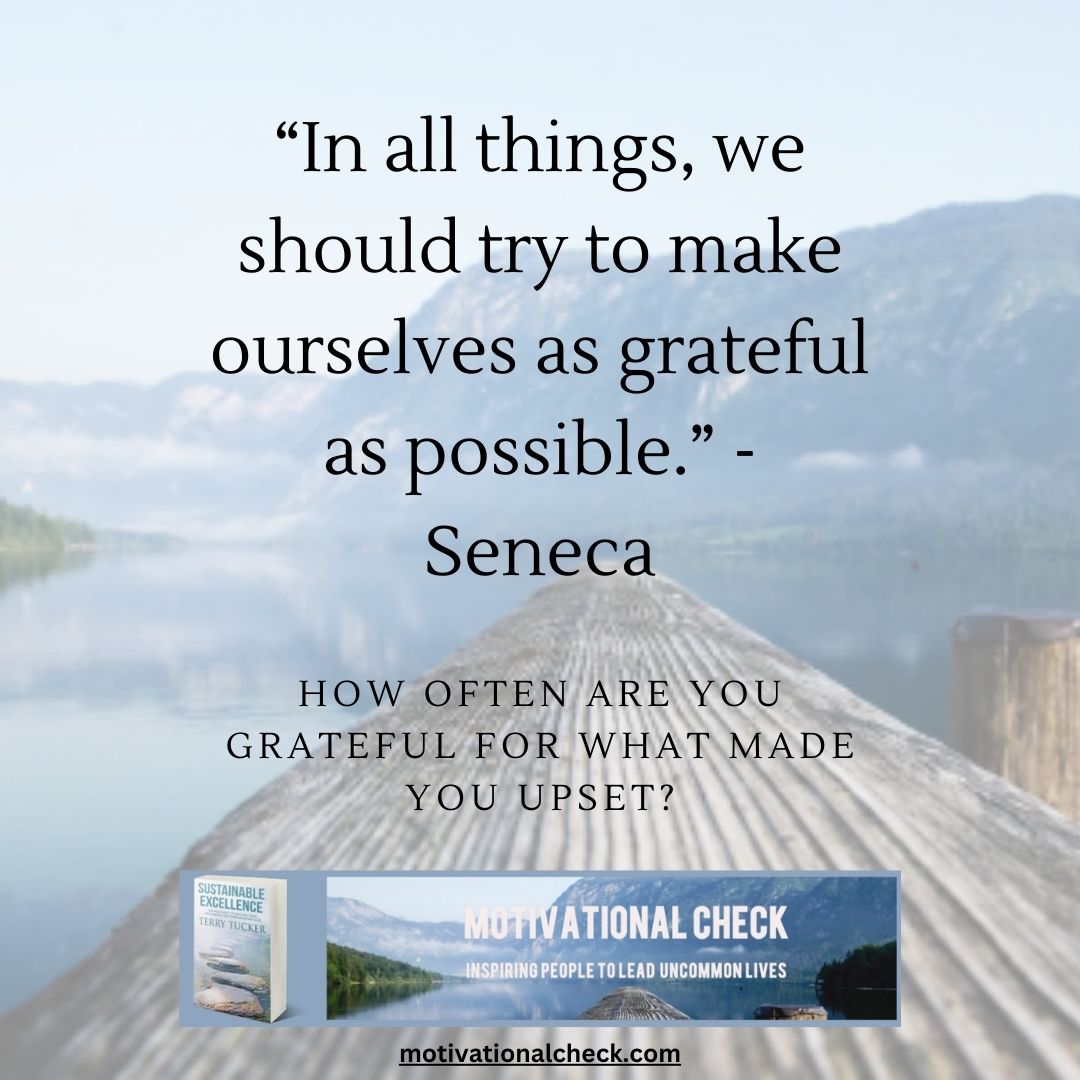 “In all things, we
should try to make
ourselves as grateful
as possible.” -
Seneca
HOW OFTEN ARE YOU
GRATEFUL FOR WHAT MADE
YOU UPSET?
SUSTAINABLE
EXCELLENCE
TERRY TUCKER
MOTIVATIONAL CHECK
INSPIRING PEOPLE TO LEAD UNCOMMON LIVES
motivationalcheck.com